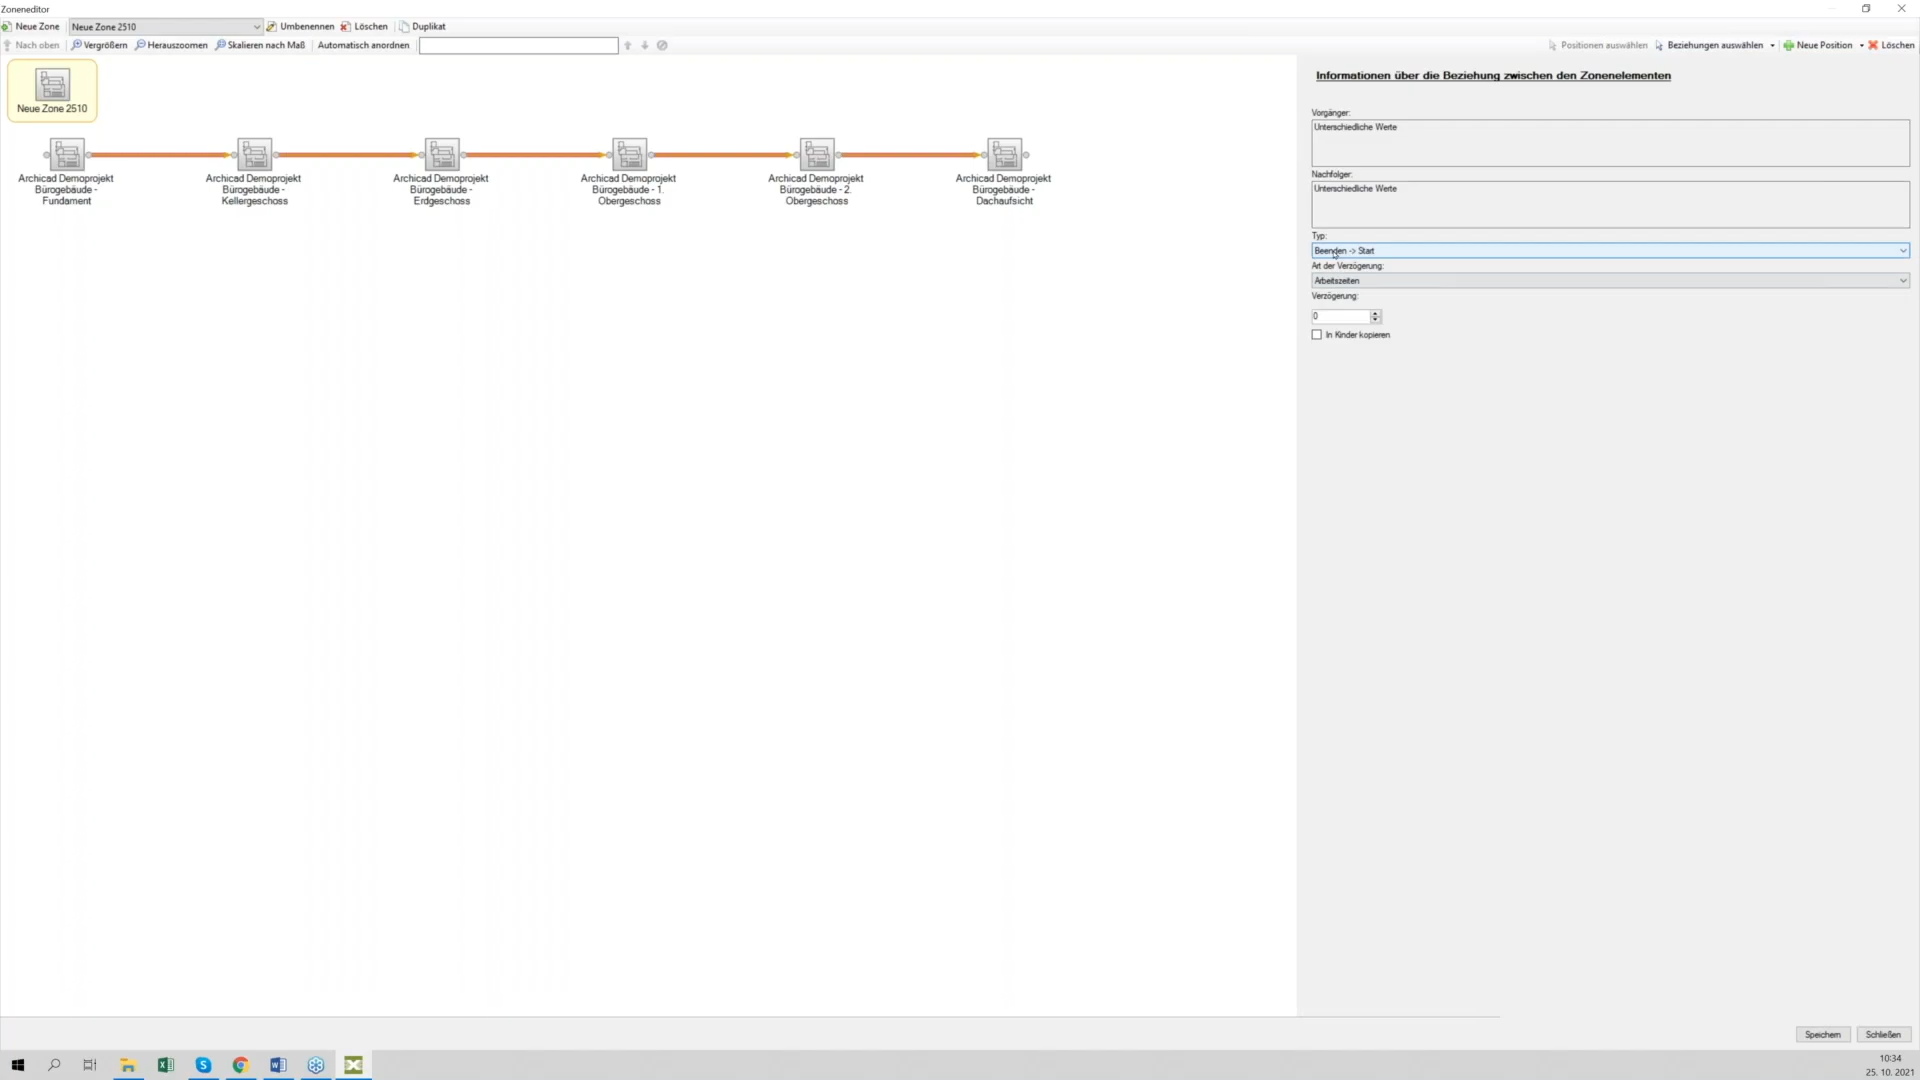 Zoneneditor
Neue Zone Neue Zone 2510 Umbenennen Löschen Duplikat
Nach oben Vergrößern Herauszoomen Skalieren nach Maß Automatisch anordnen Positionen auswählen Beziehungen auswählen Neue Position Löschen
Neue Zone 2510
Archicad Demoprojekt
Bürogebäude -
Fundament
Archicad Demoprojekt
Bürogebäude -
Kellergeschoss
Archicad Demoprojekt
Bürogebäude -
Erdgeschoss
Archicad Demoprojekt
Bürogebäude - 1.
Obergeschoss
Archicad Demoprojekt
Bürogebäude - 2.
Obergeschoss
Archicad Demoprojekt
Bürogebäude -
Dachaufsicht
Informationen über die Beziehung zwischen den Zonenelementen
Vorgänger:
Unterschiedliche Werte
Nachfolger:
Unterschiedliche Werte
Typ:
Beenden -> Start
Art der Verzögerung:
Arbeitszeiten
Verzögerung:
0
In Kinder kopieren
Speichern Schließen
10:34
25. 10. 2021